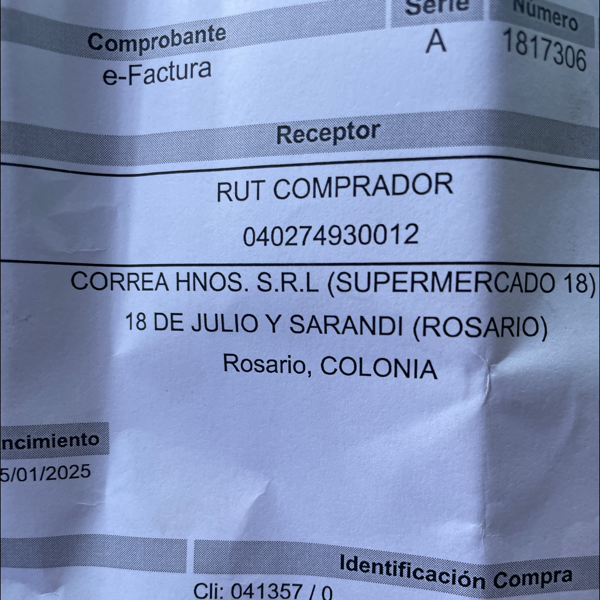 Serie Número
Comprobante
A 1817306
e-Factura
Receptor
RUT COMPRADOR
040274930012
CORREA HNOS. S.R.L (SUPERMERCADO 18)
18 DE JULIO Y SARANDI (ROSARIO)
Rosario, COLONIA
ncimiento
5/01/2025
Identificación Compra
Cli: 041357 / 0